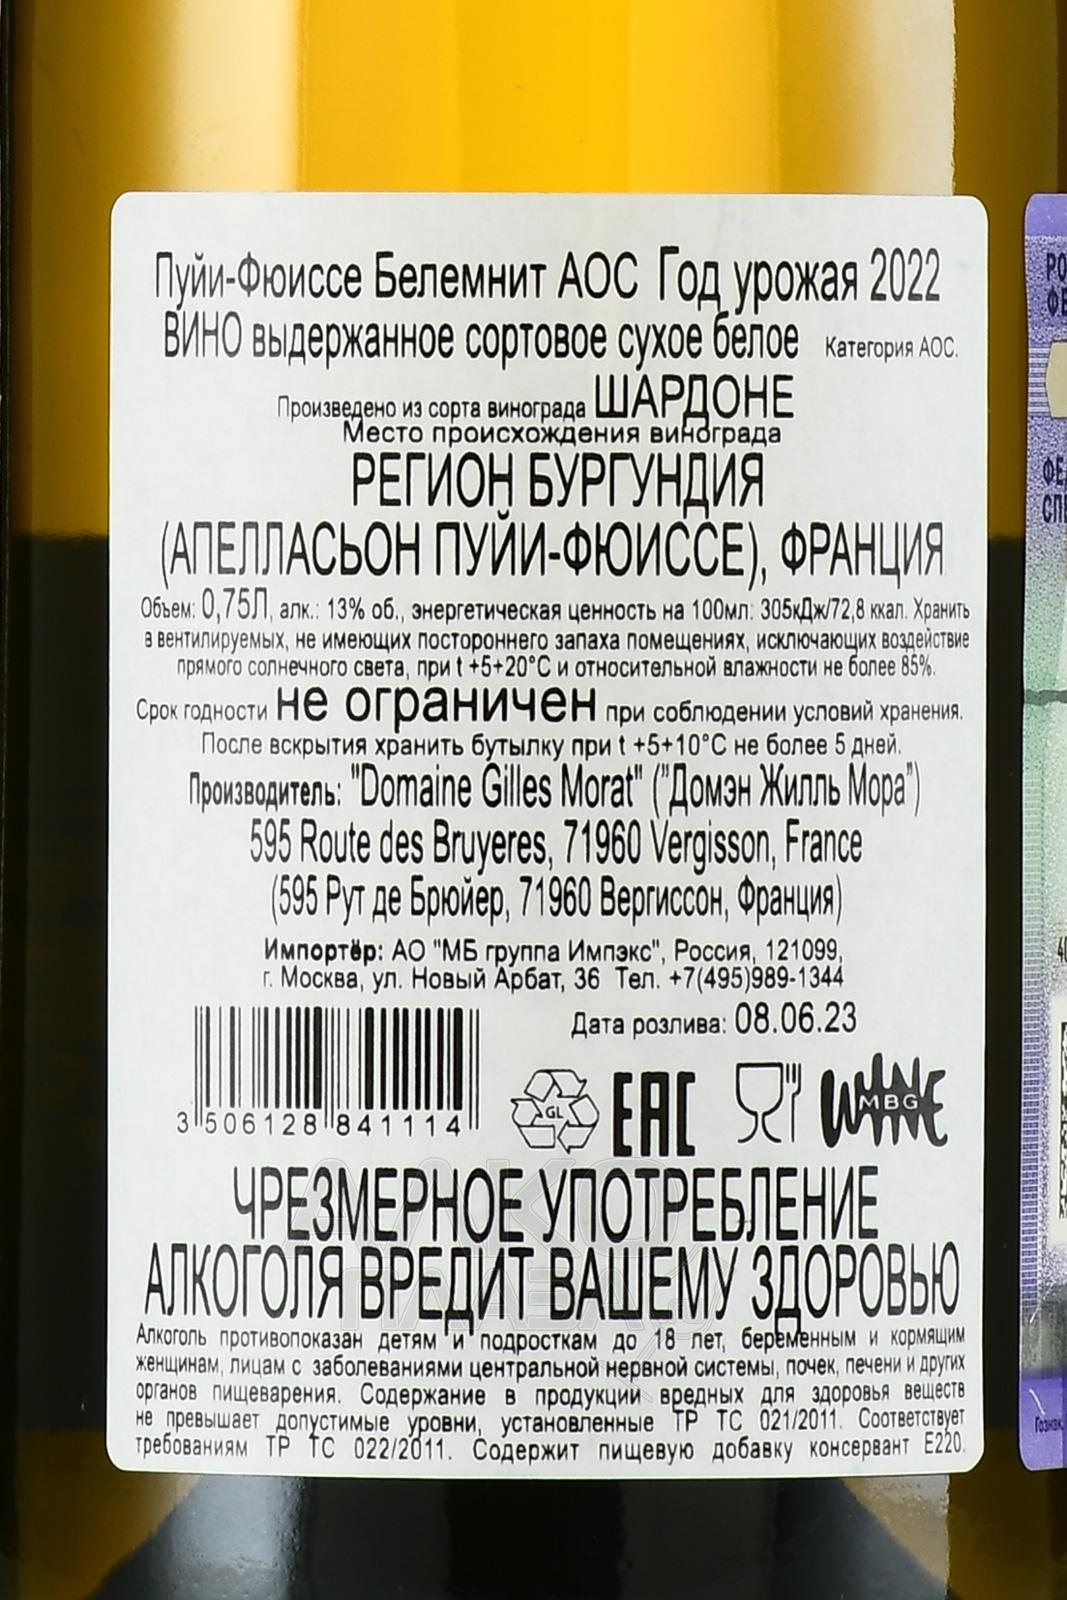 Пуйи-Фюиссе Белемнит АОС Год урожая 2022
ВИНО выдержанное сортовое сухое белое Категория АОС.
Произведено из сорта винограда ШАРДОНЕ
Место происхождения винограда
РЕГИОН БУРГУНДИЯ
(АПЕЛЛАСЬОН ПУЙИ-ФЮИССЕ), ФРАНЦИЯ
Объем: 0,75Л, алк.: 13% об., энергетическая ценность на 100мл: 305кДж/72,8 ккал. Хранить
в вентилируемых, не имеющих постороннего запаха помещениях, исключающих воздействие
прямого солнечного света, при t +5+20°C и относительной влажности не более 85%.
Срок годности не ограничен при соблюдении условий хранения.
После вскрытия хранить бутылку при t +5+10°C не более 5 дней.
Производитель: "Domaine Gilles Morat" ("Домэн Жилль Мора")
595 Route des Bruyeres, 71960 Vergisson, France
(595 Рут де Брюйер, 71960 Вергиссон, Франция)
Импортёр: АО "МБ группа Импэкс", Россия, 121099,
г. Москва, ул. Новый Арбат, 36 Тел. +7(495)989-1344
Дата розлива: 08.06.23
3 506128 841114
GL EAC WINE MBG
ЧРЕЗМЕРНОЕ УПОТРЕБЛЕНИЕ
АЛКОГОЛЯ ВРЕДИТ ВАШЕМУ ЗДОРОВЬЮ
Алкоголь противопоказан детям и подросткам до 18 лет, беременным и кормящим
женщинам, лицам с заболеваниями центральной нервной системы, почек, печени и других
органов пищеварения. Содержание в продукции вредных для здоровья веществ
не превышает допустимые уровни, установленные ТР ТС 021/2011. Соответствует
требованиям ТР ТС 022/2011. Содержит пищевую добавку консервант Е220.